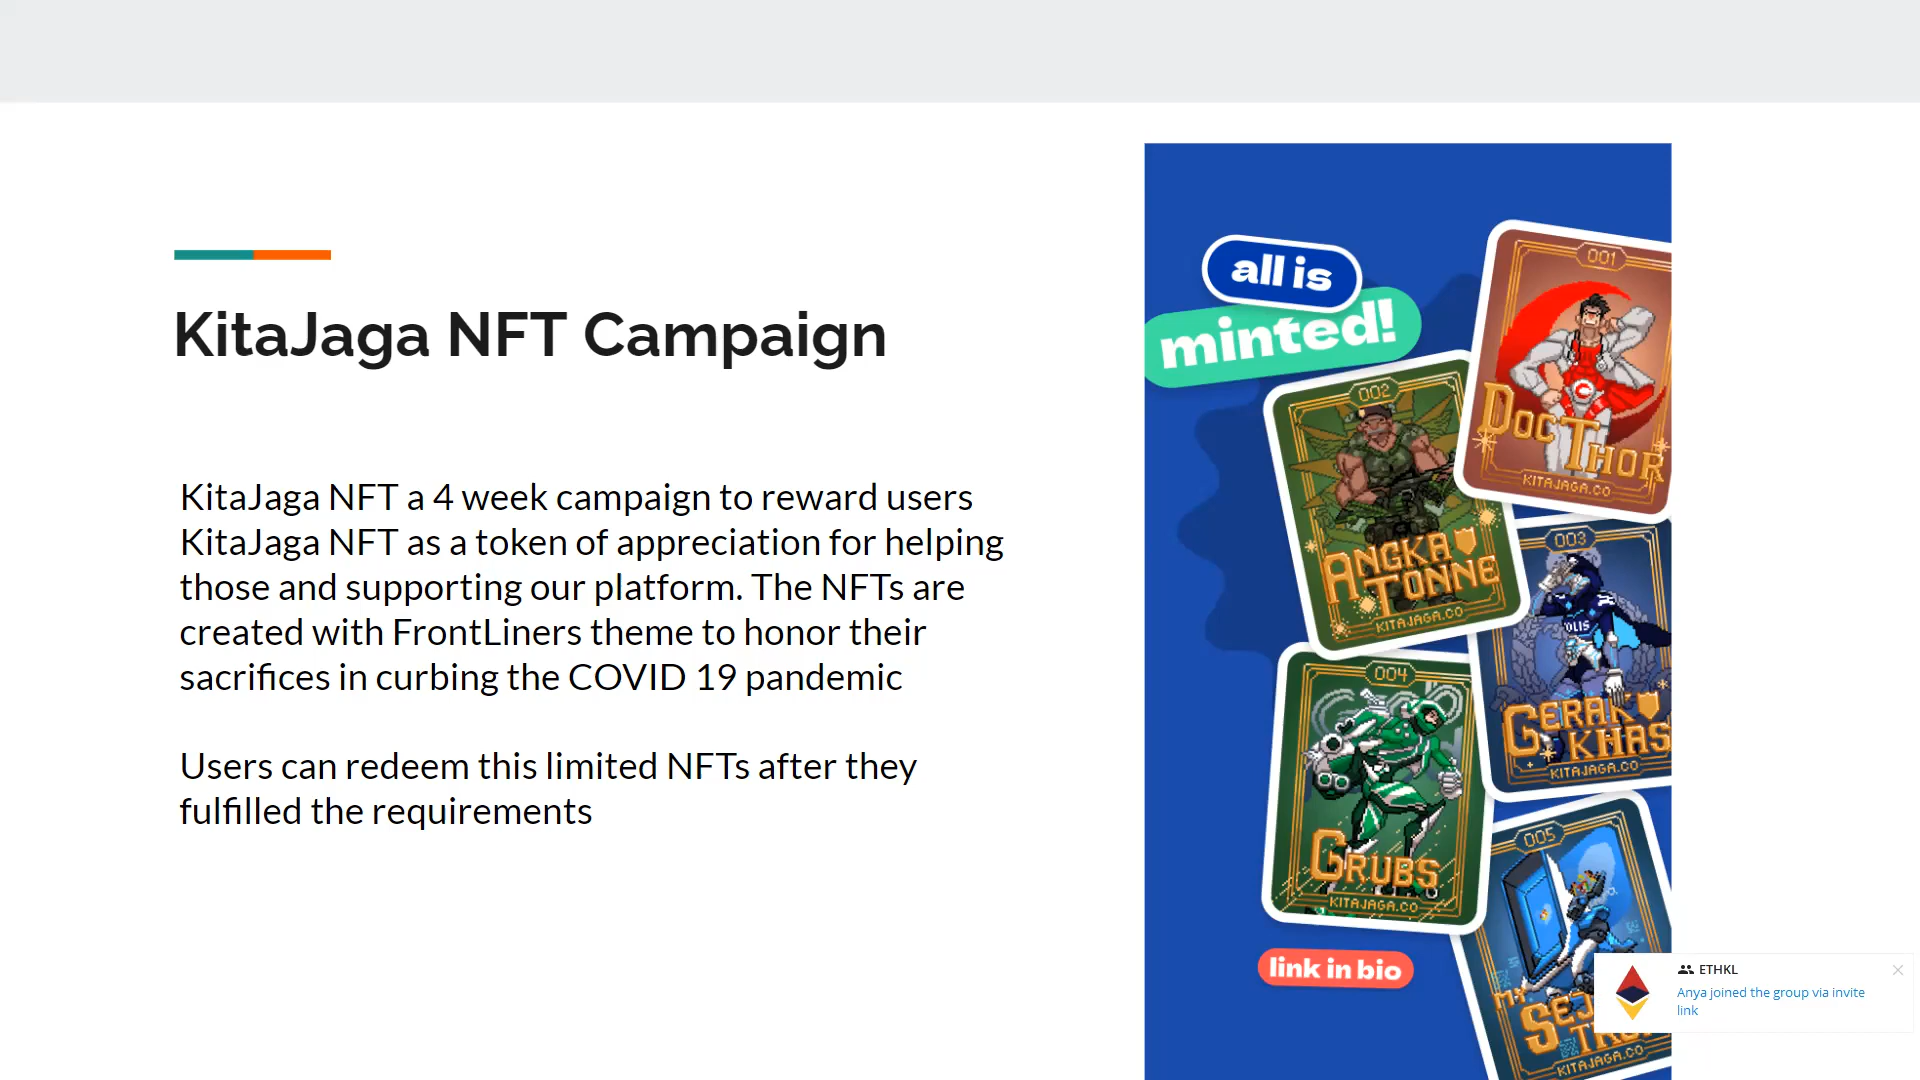 KitaJaga NFT Campaign
KitaJaga NFT a 4 week campaign to reward users
KitaJaga NFT as a token of appreciation for helping
those and supporting our platform. The NFTs are
created with FrontLiners theme to honor their
sacrifices in curbing the COVID 19 pandemic
Users can redeem this limited NFTs after they
fulfilled the requirements
all is
minted!
001
DOC THOR
KITAJAGA.CO
002
ANGKA
TONNE
KITAJAGA.CO
003
POLIS
GERAK
KHAS
KITAJAGA.CO
004
GRUBS
KITAJAGA.CO
005
MY
KITAJAGA.CO
link in bio
ETHKL
Anya joined the group via invite
link